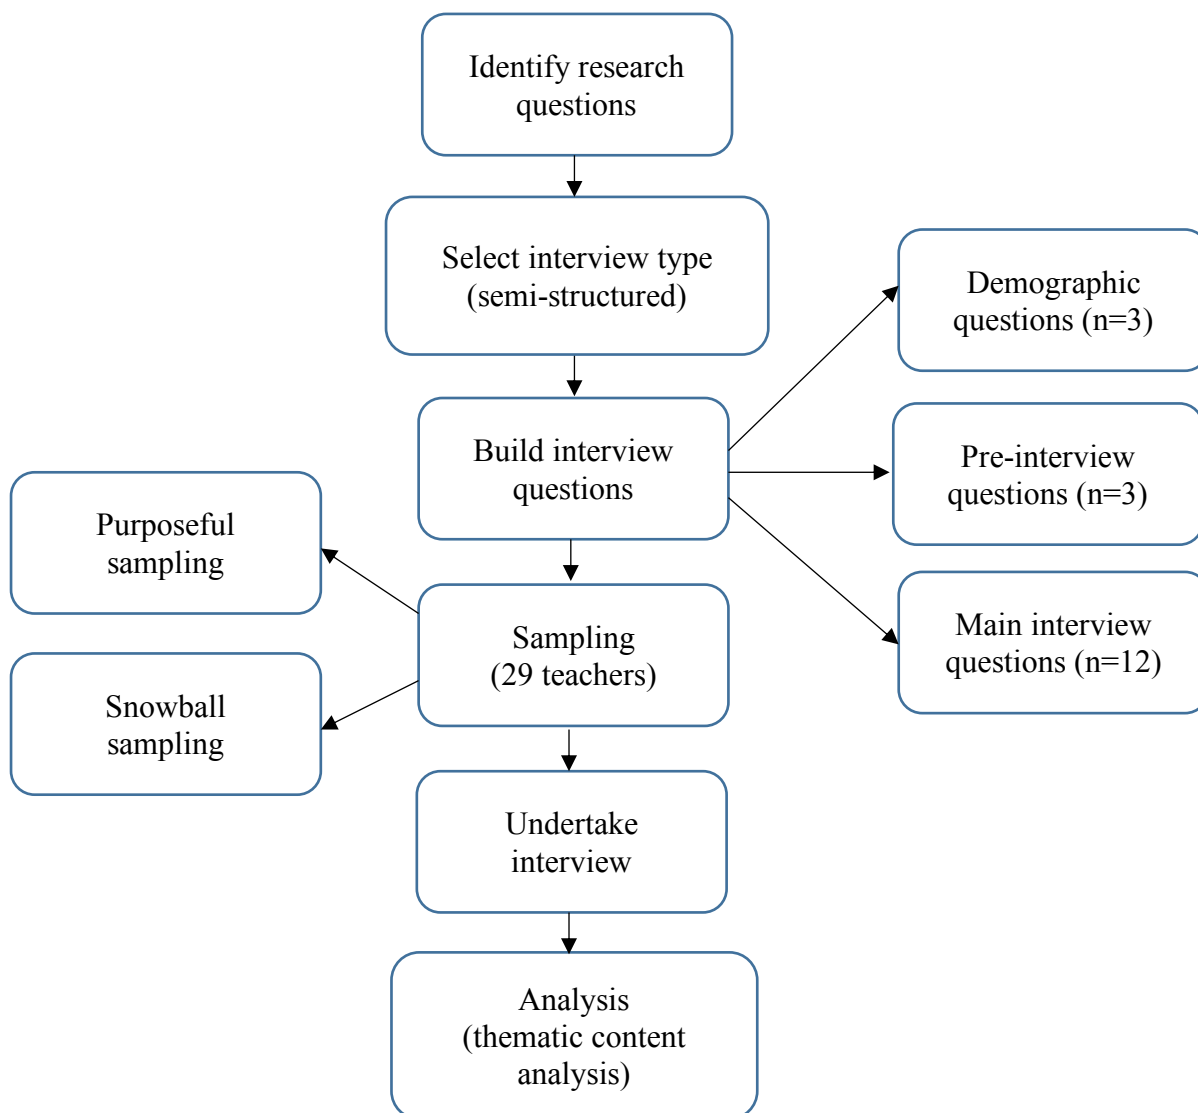 Identify research
questions
Select interview type
(semi-structured)
Build interview
questions
Demographic
questions (n=3)
Pre-interview
questions (n=3)
Main interview
questions (n=12)
Sampling
(29 teachers)
Purposeful
sampling
Snowball
sampling
Undertake
interview
Analysis
(thematic content
analysis)